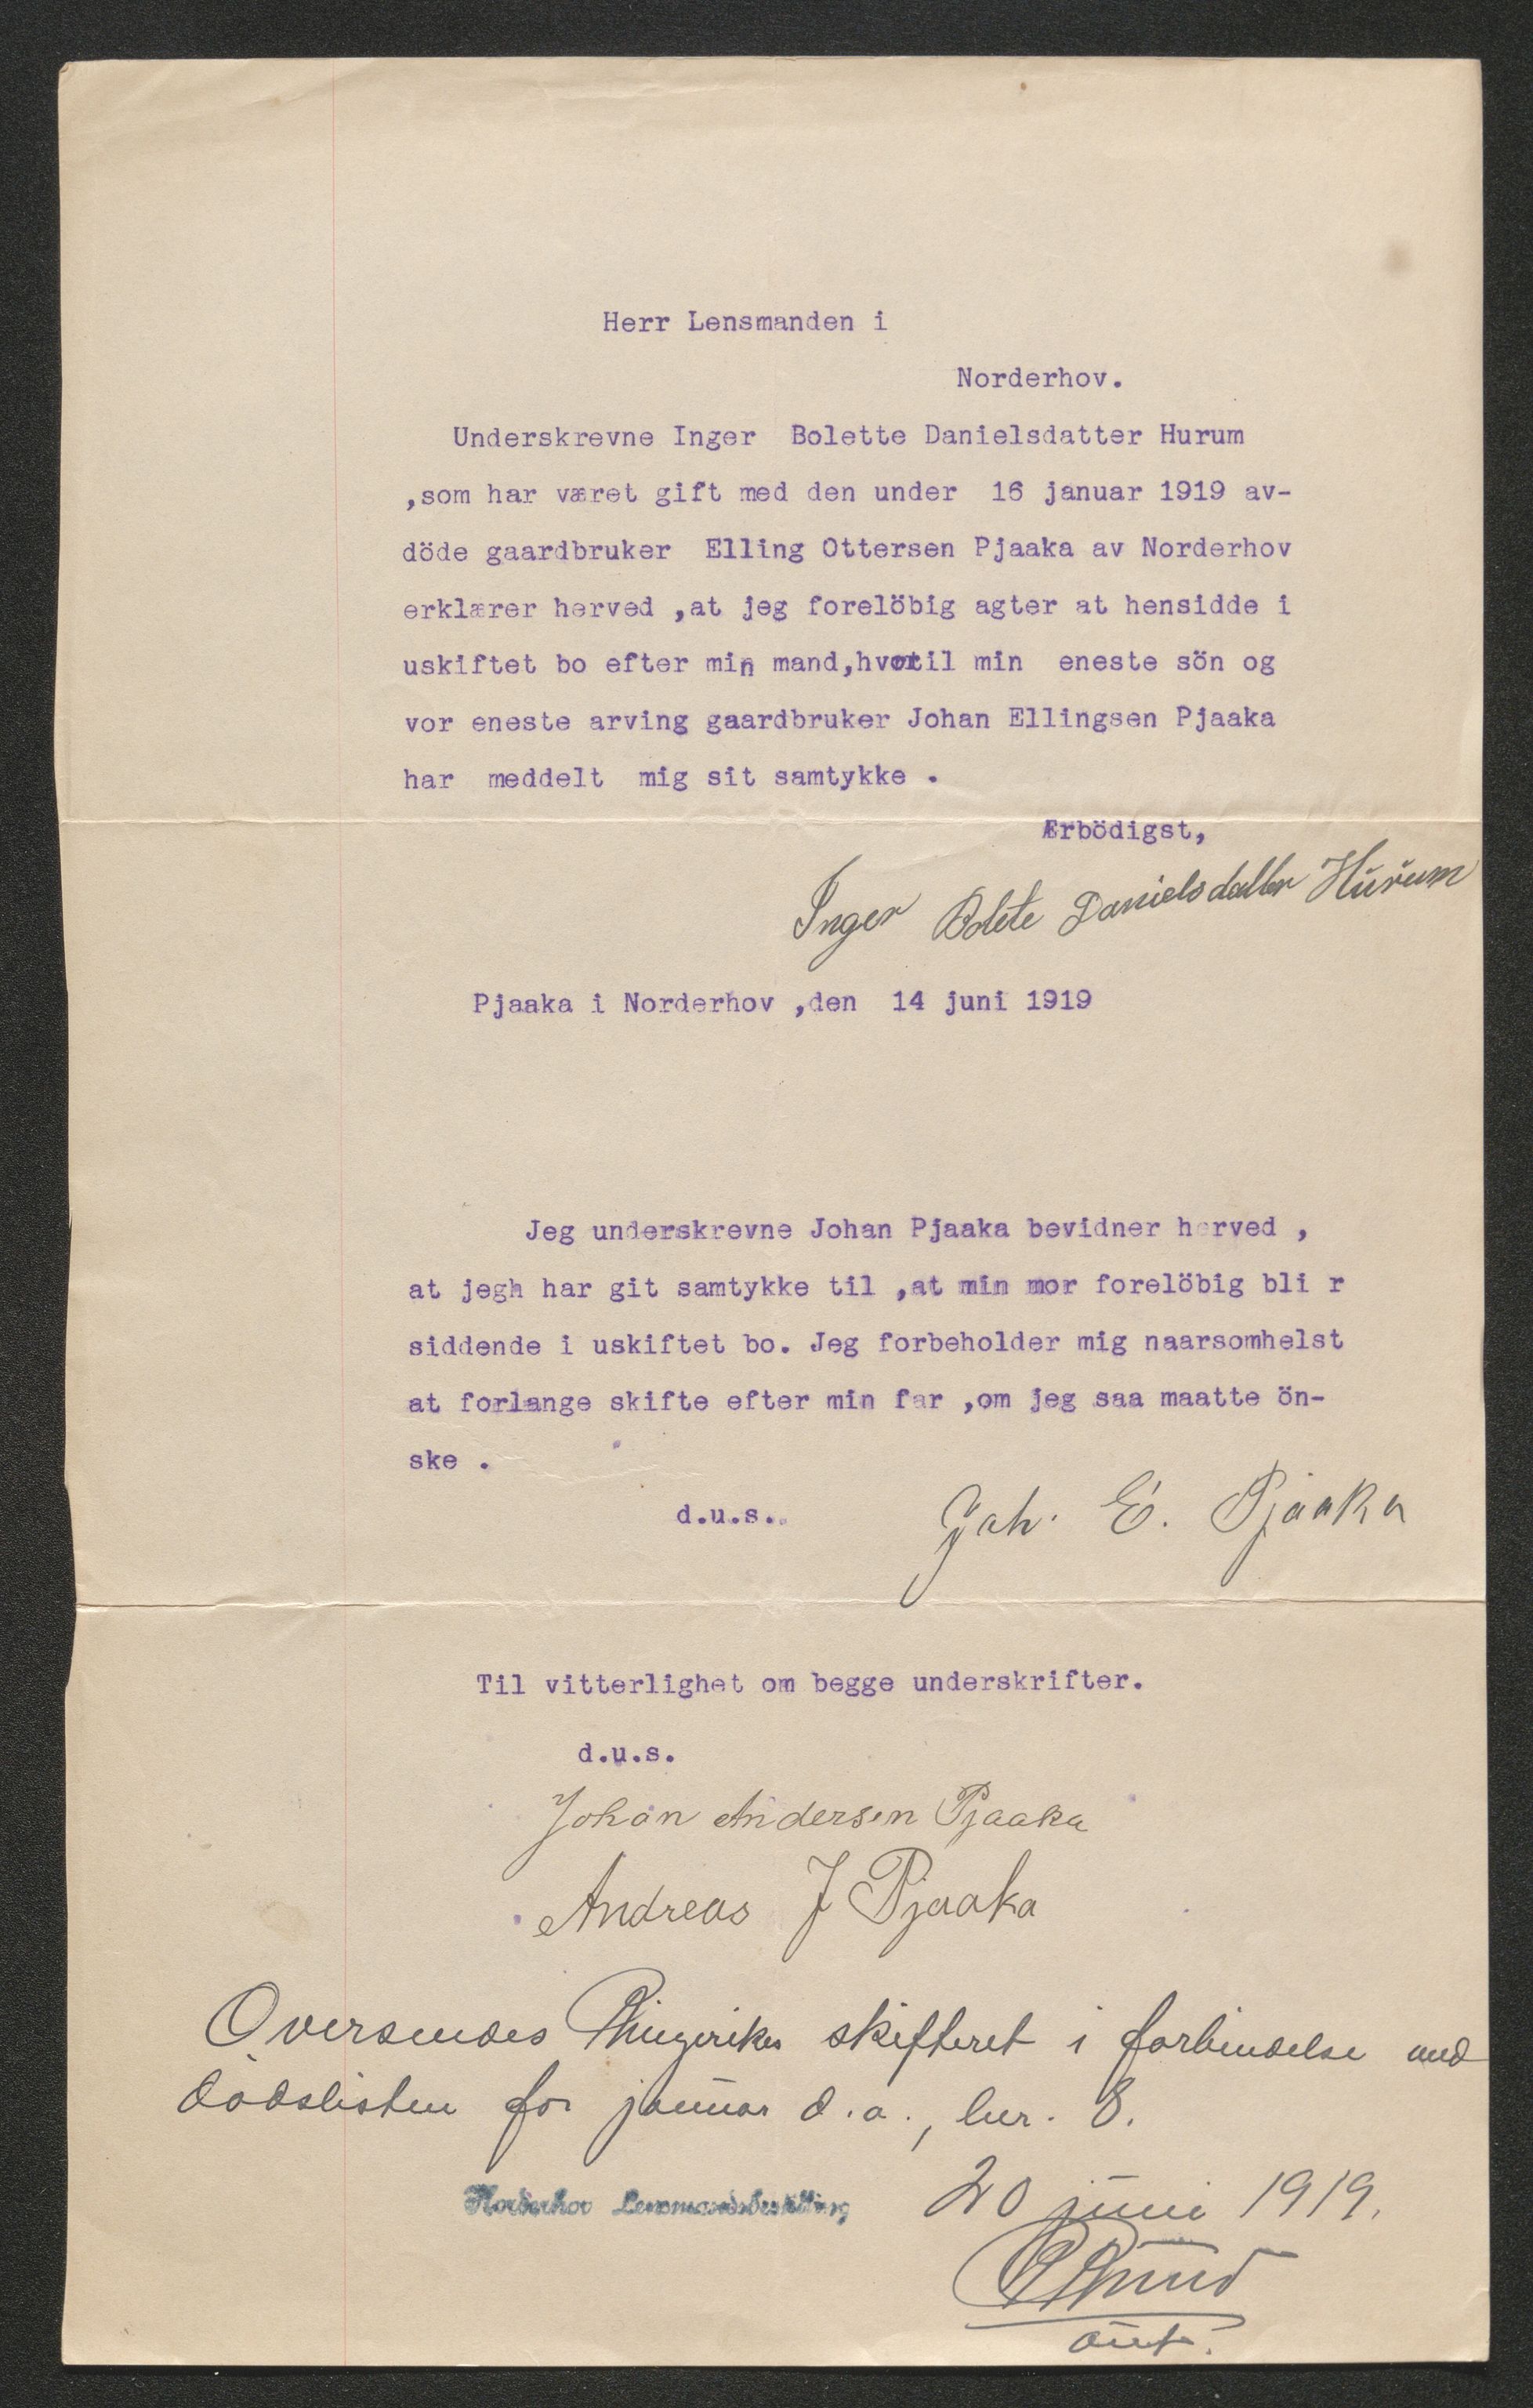 Herr Lensmanden i
Norderhov.
Underskrevne Inger Bolette Danielsdatter Hurum
,som har været gift med den under 16 januar 1919 av-
döde gaardbruker Elling Ottersen Pjaaka av Norderhov
erklærer herved ,at jeg forelöbig agter at hensidde i
uskiftet bo efter min mand,hvortil min eneste sön og
vor eneste arving gaardbruker Johan Ellingsen Pjaaka
har meddelt mig sit samtykke .
Ærbödigst,
Inger Bolete Danielsdatter Hurum
Pjaaka i Norderhov ,den 14 juni 1919
Jeg underskrevne Johan Pjaaka bevidner herved ,
at jegh har git samtykke til ,at min mor forelöbig bli r
siddende i uskiftet bo. Jeg forbeholder mig naarsomhelst
at forlange skifte efter min far ,om jeg saa maatte ön-
ske .
d.u.s..
Joh. E. Pjaaka
Til vitterlighet om begge underskrifter.
d.u.s.
Johan Andersen Pjaaka
Andreas J Pjaaka
Oversendes Ringerikes skifteret i forbindelse med
dödslisten for januar d.a., lnr. 8.
Norderhov Lensmandsbestilling 20 juni 1919.